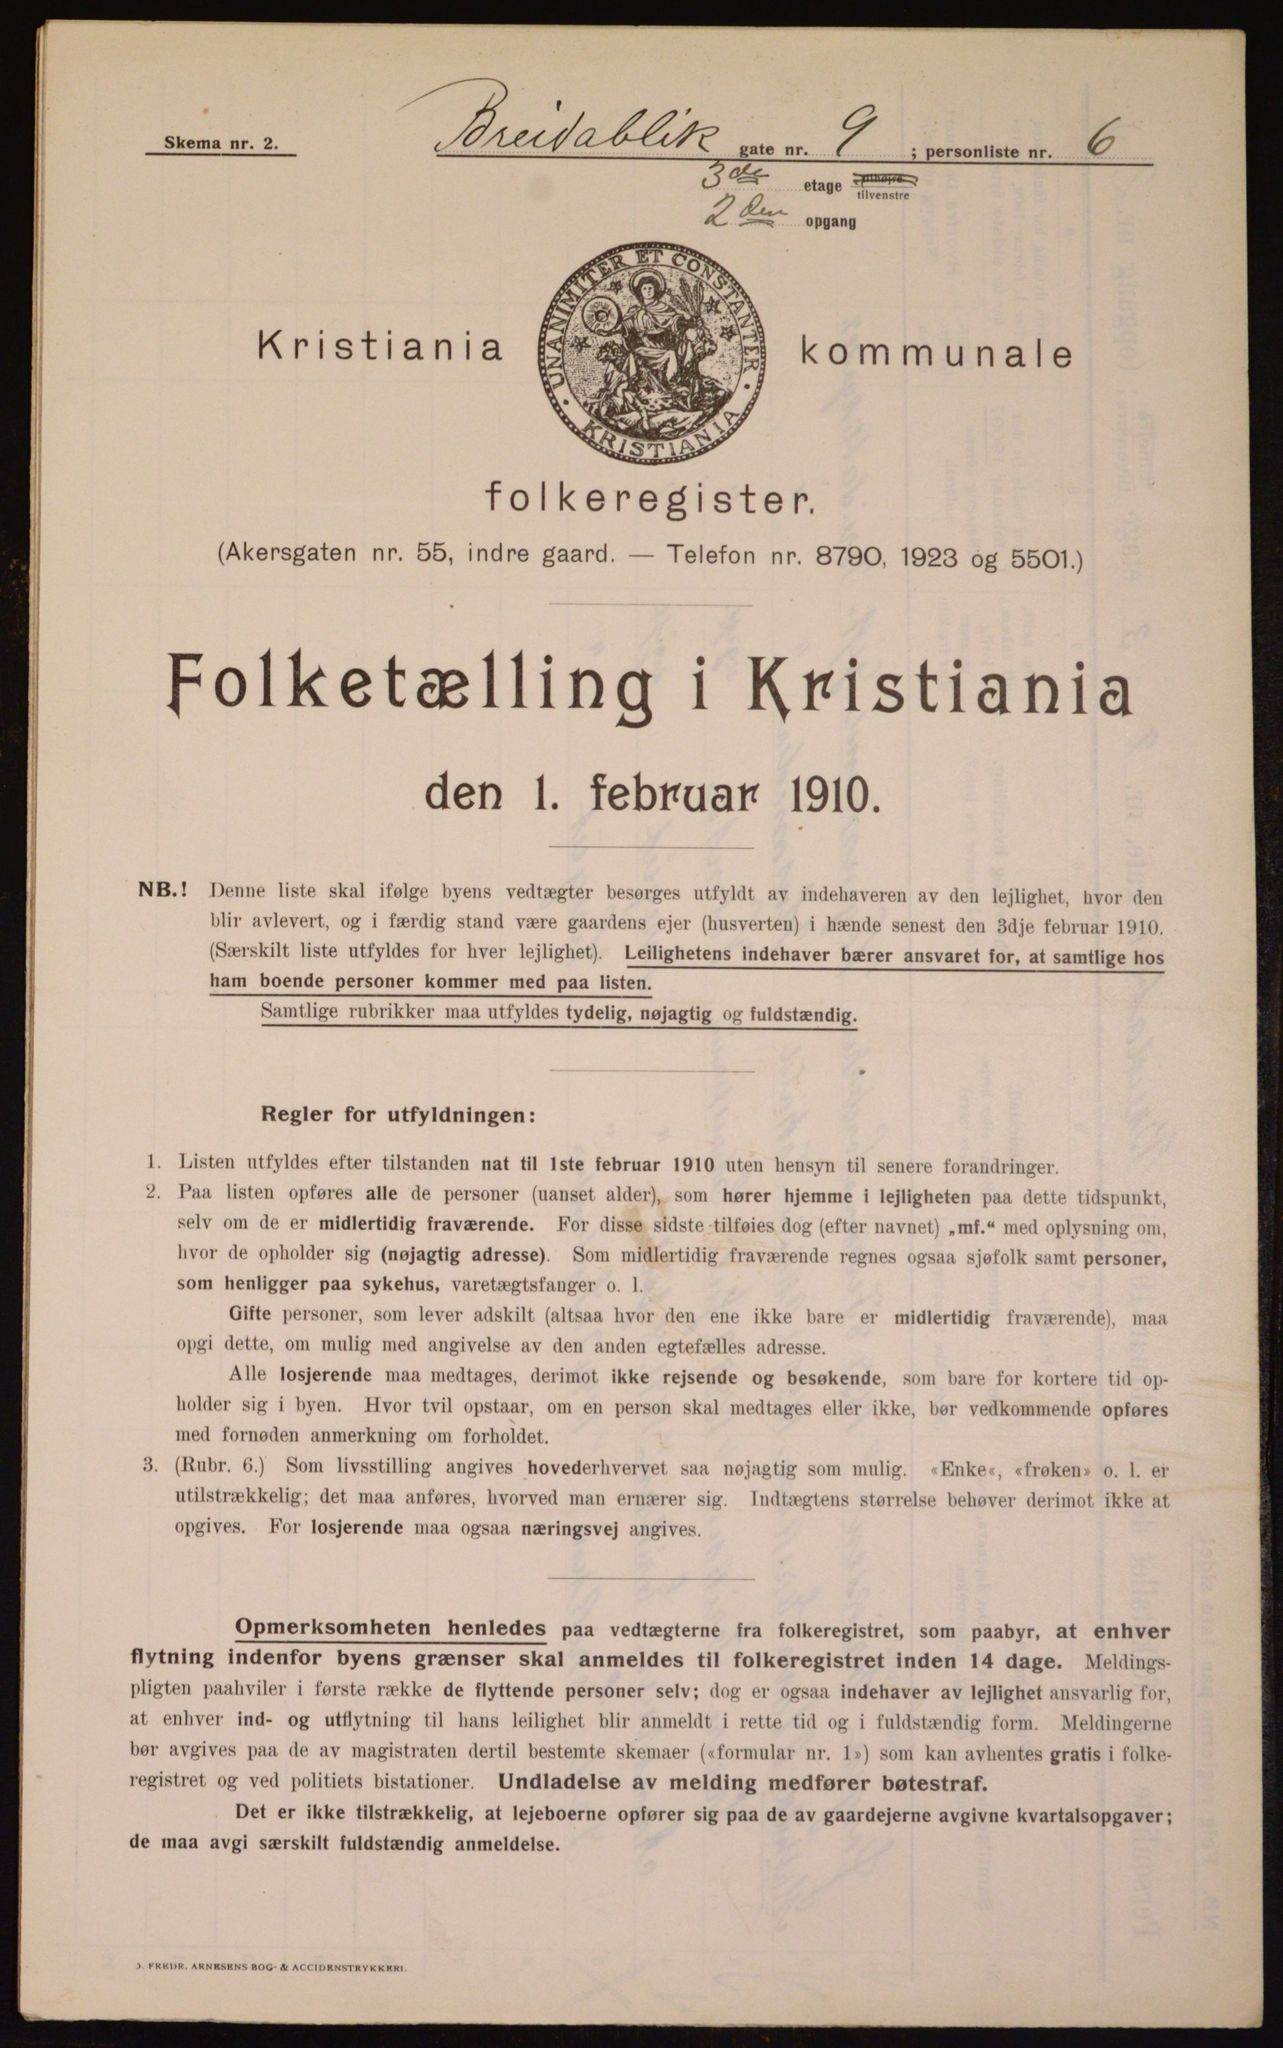 Skema nr. 2.
Breidablik gate nr. 9 ; personliste nr. 6
3de etage tilhøjre tilvenstre
2den opgang
UNANIMITER ET CONSTANTER
KRISTIANIA
Kristiania kommunale
folkeregister.
(Akersgaten nr. 55, indre gaard. — Telefon nr. 8790, 1923 og 5501.)
Folketælling i Kristiania
den 1. februar 1910.
NB.! Denne liste skal ifølge byens vedtægter besørges utfyldt av indehaveren av den lejlighet, hvor den
blir avlevert, og i færdig stand være gaardens ejer (husverten) i hænde senest den 3dje februar 1910.
(Særskilt liste utfyldes for hver lejlighet). Leilighetens indehaver bærer ansvaret for, at samtlige hos
ham boende personer kommer med paa listen.
Samtlige rubrikker maa utfyldes tydelig, nøjagtig og fuldstændig.
Regler for utfyldningen:
1. Listen utfyldes efter tilstanden nat til 1ste februar 1910 uten hensyn til senere forandringer.
2. Paa listen opføres alle de personer (uanset alder), som hører hjemme i lejligheten paa dette tidspunkt,
selv om de er midlertidig fraværende. For disse sidste tilføies dog (efter navnet) „mf.“ med oplysning om,
hvor de opholder sig (nøjagtig adresse). Som midlertidig fraværende regnes ogsaa sjøfolk samt personer,
som henligger paa sykehus, varetægtsfanger o. l.
Gifte personer, som lever adskilt (altsaa hvor den ene ikke bare er midlertidig fraværende), maa
opgi dette, om mulig med angivelse av den anden egtefælles adresse.
Alle losjerende maa medtages, derimot ikke rejsende og besøkende, som bare for kortere tid op-
holder sig i byen. Hvor tvil opstaar, om en person skal medtages eller ikke, bør vedkommende opføres
med fornøden anmerkning om forholdet.
3. (Rubr. 6.) Som livsstilling angives hovederhvervet saa nøjagtig som mulig. «Enke«, «frøken» o. l. er
utilstrækkelig; det maa anføres, hvorved man ernærer sig. Indtægtens størrelse behøver derimot ikke at
opgives. For losjerende maa ogsaa næringsvej angives.
Opmerksomheten henledes paa vedtægterne fra folkeregistret, som paabyr, at enhver
flytning indenfor byens grænser skal anmeldes til folkeregistret inden 14 dage. Meldings-
pligten paahviler i første række de flyttende personer selv; dog er ogsaa indehaver av lejlighet ansvarlig for,
at enhver ind- og utflytning til hans leilighet blir anmeldt i rette tid og i fuldstændig form. Meldingerne
bør avgives paa de av magistraten dertil bestemte skemaer («formular nr. 1») som kan avhentes gratis i folke-
registret og ved politiets bistationer. Undladelse av melding medfører bøtestraf.
Det er ikke tilstrækkelig, at lejeboerne opfører sig paa de av gaardejerne avgivne kvartalsopgaver;
de maa avgi særskilt fuldstændig anmeldelse.
FREDR. ARNESENS BOG- & ACCIDENSTRYKKERI.